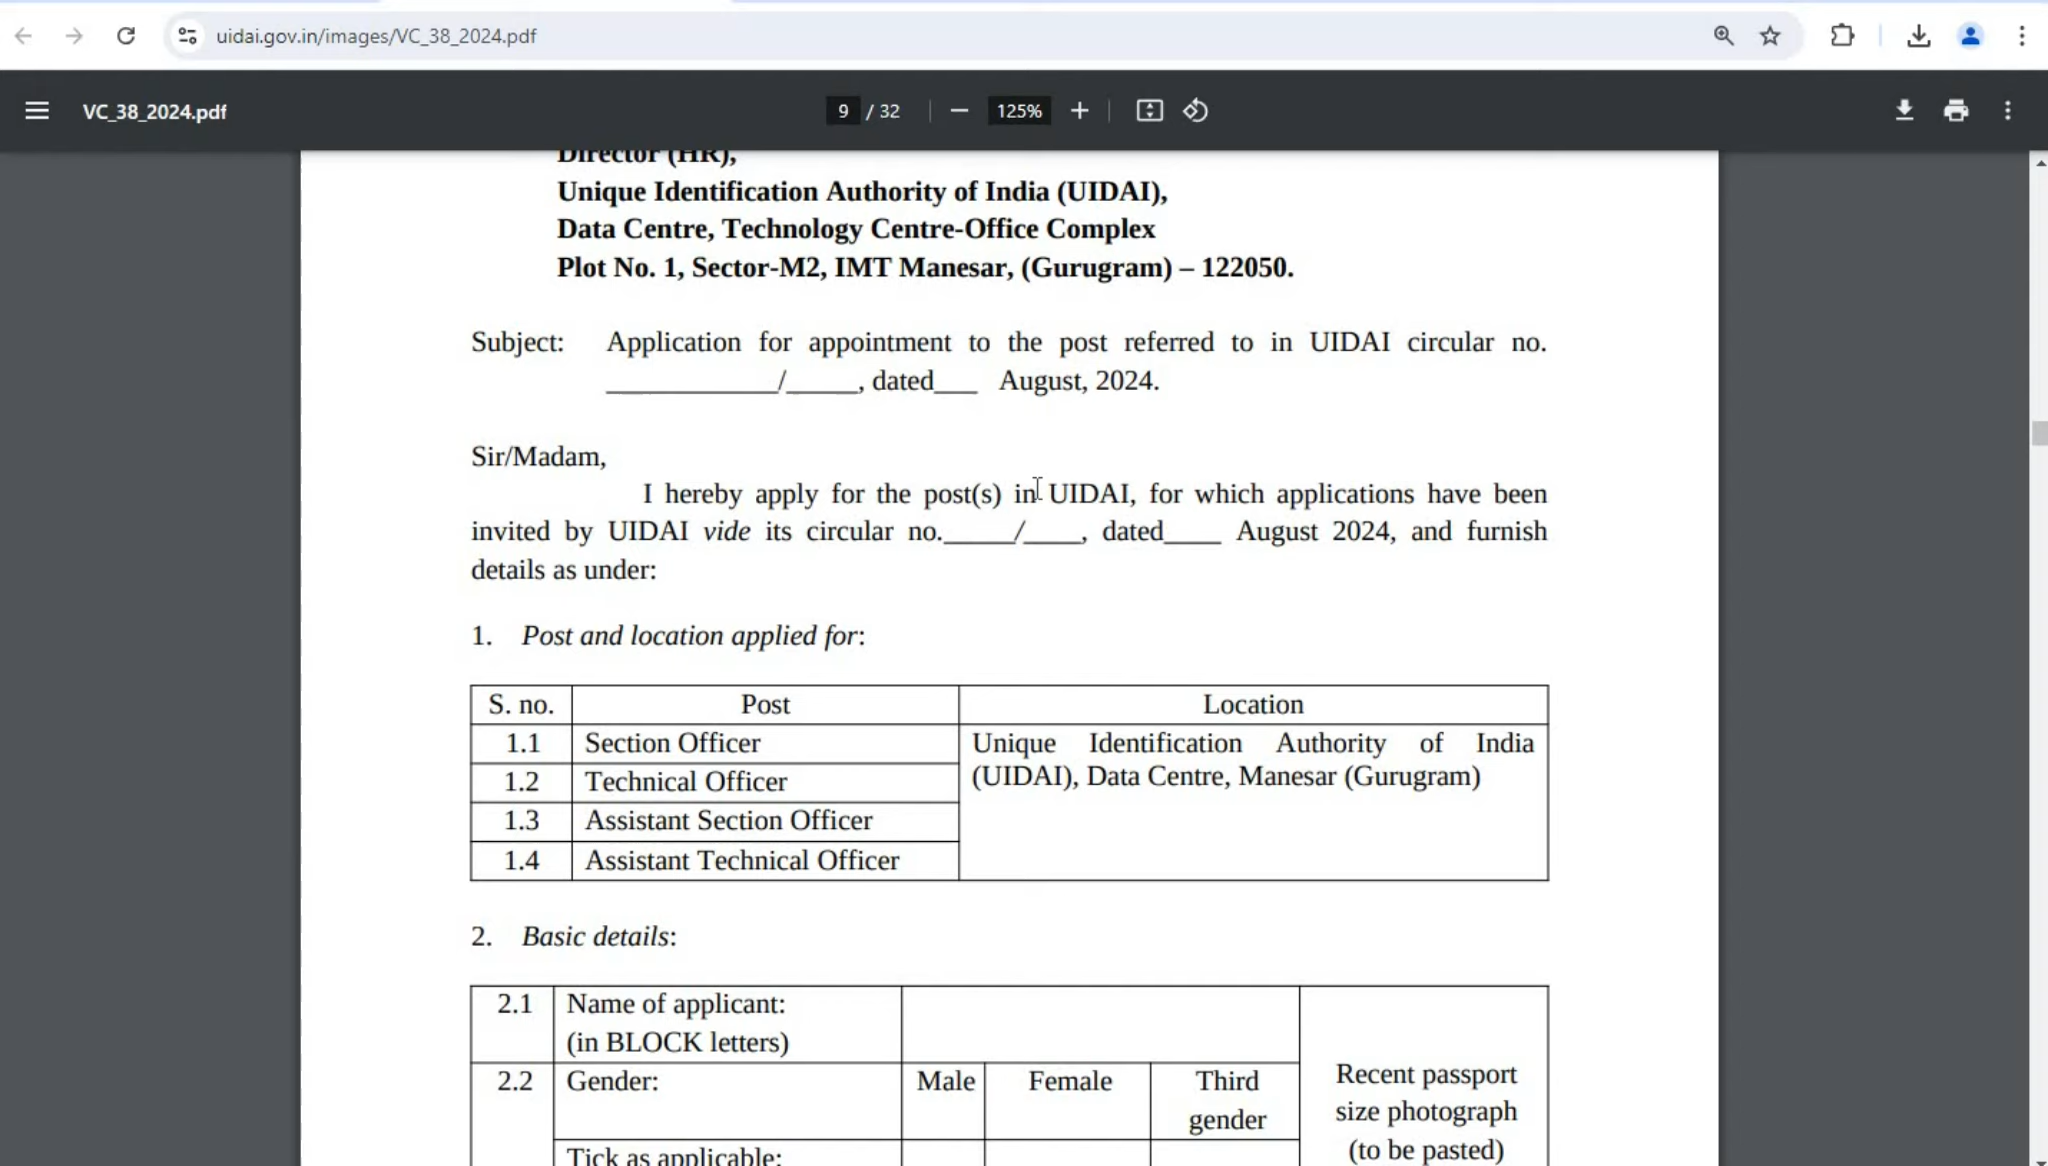 uidai.gov.in/images/VC_38_2024.pdf
VC_38_2024.pdf
9 / 32
125%
Director (HR),
Unique Identification Authority of India (UIDAI),
Data Centre, Technology Centre-Office Complex
Plot No. 1, Sector-M2, IMT Manesar, (Gurugram) – 122050.
Subject: Application for appointment to the post referred to in UIDAI circular no.
____________/_____, dated___ August, 2024.
Sir/Madam,
I hereby apply for the post(s) in UIDAI, for which applications have been
invited by UIDAI vide its circular no._____/____, dated____ August 2024, and furnish
details as under:
1. Post and location applied for:
S. no. Post Location
1.1 Section Officer Unique Identification Authority of India
1.2 Technical Officer (UIDAI), Data Centre, Manesar (Gurugram)
1.3 Assistant Section Officer
1.4 Assistant Technical Officer
2. Basic details:
2.1 Name of applicant:
(in BLOCK letters)
2.2 Gender: Male Female Third
gender
Recent passport
size photograph
(to be pasted)
Tick as applicable: